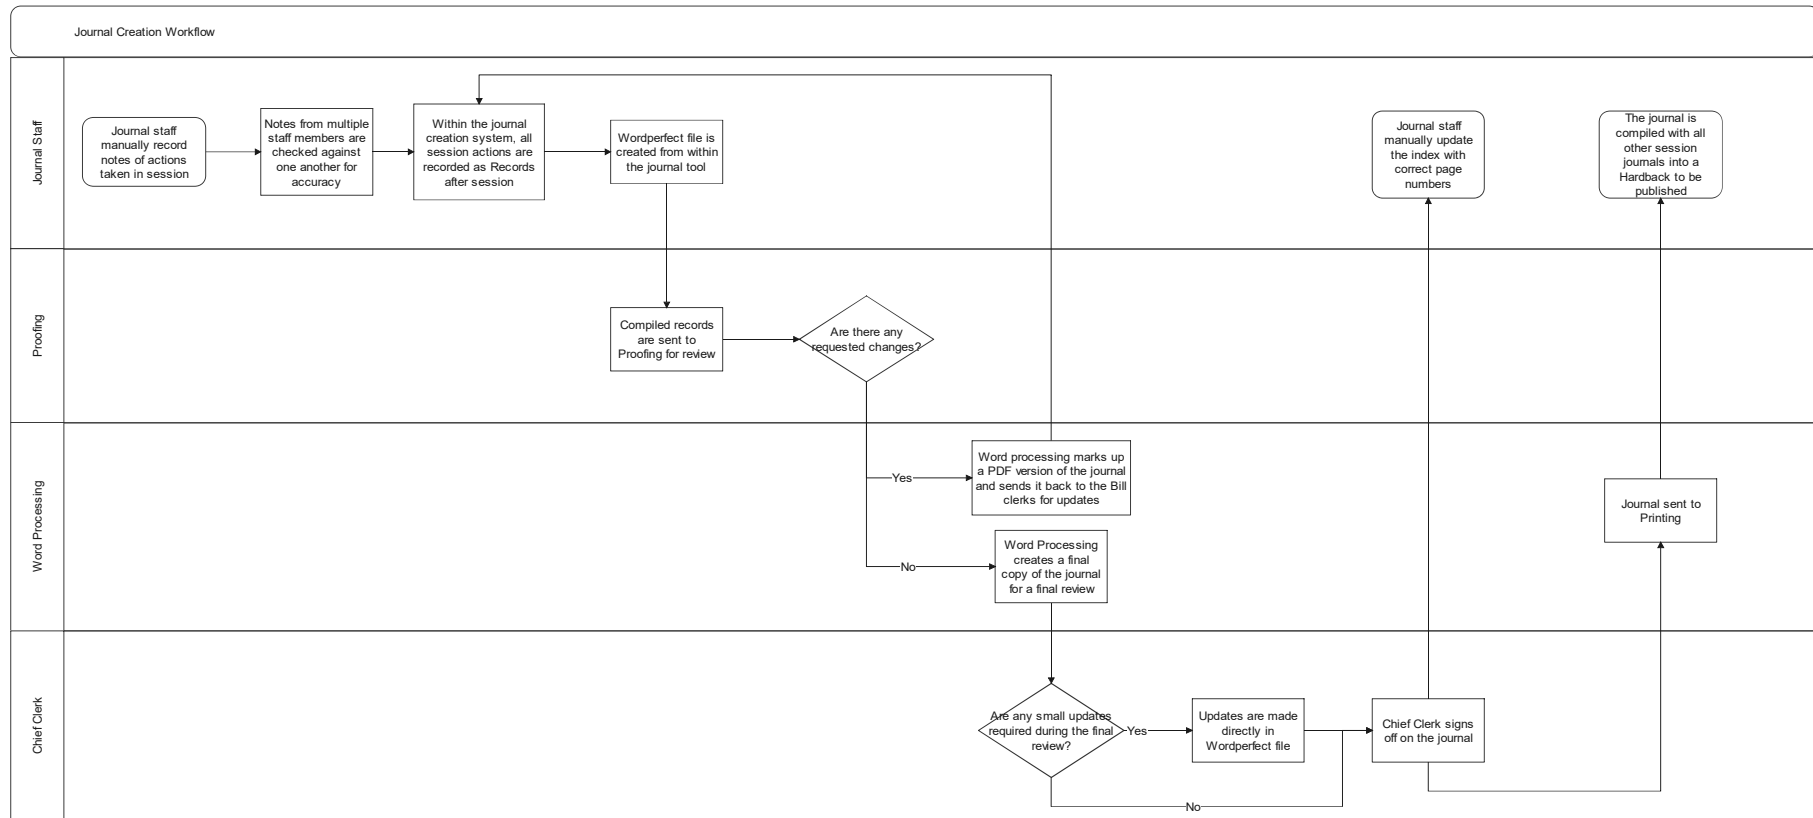 Journal Creation Workflow
Journal Staff
Journal staff
manually record
notes of actions
taken in session
Notes from multiple
staff members are
checked against
one another for
accuracy
Within the journal
creation system, all
session actions are
recorded as Records
after session
Wordperfect file is
created from within
the journal tool
Journal staff
manually update
the index with
correct page
numbers
The journal is
compiled with all
other session
journals into a
Hardback to be
published
Proofing
Compiled records
are sent to
Proofing for review
Are there any
requested changes?
Word Processing
Yes
Word processing marks up
a PDF version of the journal
and sends it back to the Bill
clerks for updates
No
Word Processing
creates a final
copy of the journal
for a final review
Journal sent to
Printing
Chief Clerk
Are any small updates
required during the final
review?
Yes
Updates are made
directly in
Wordperfect file
Chief Clerk signs
off on the journal
No